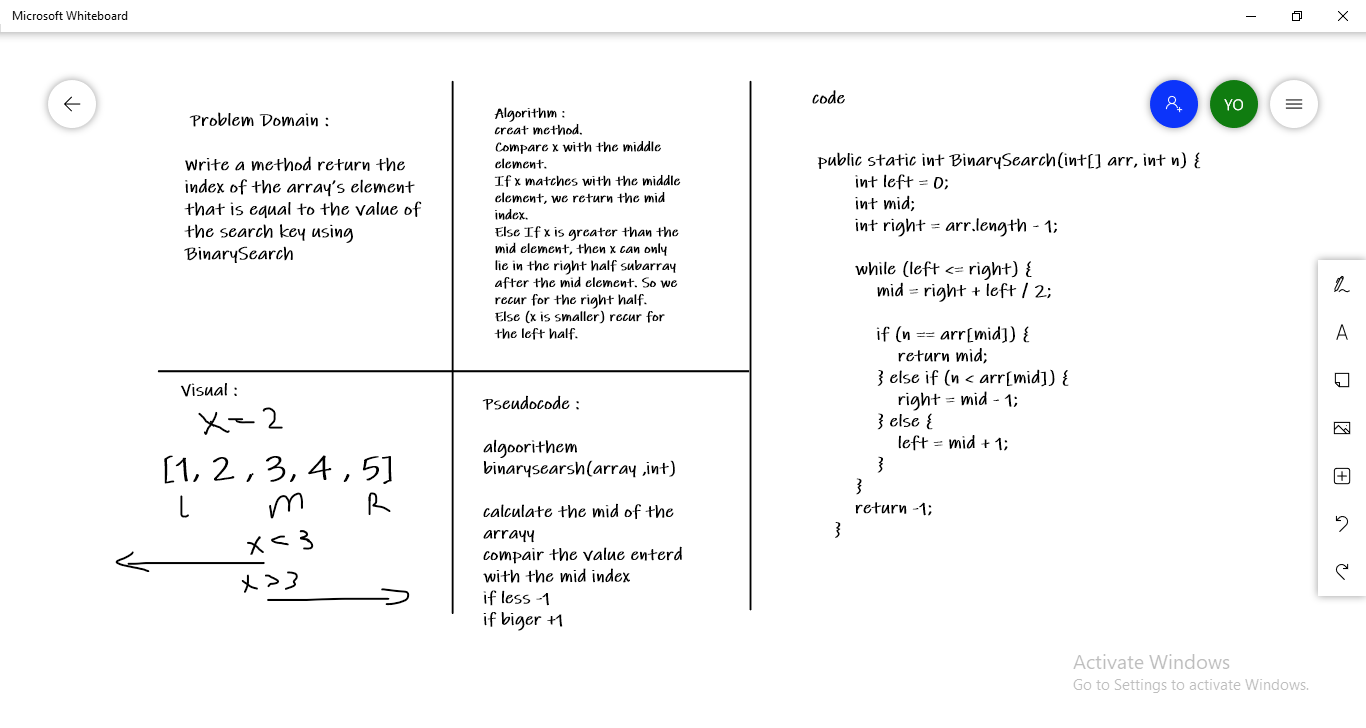 Microsoft Whiteboard
YO
Problem Domain :
Write a method return the
index of the array's element
that is equal to the value of
the search key using
BinarySearch
Algorithm :
creat method.
Compare x with the middle
element.
If x matches with the middle
element, we return the mid
index.
Else If x is greater than the
mid element, then x can only
lie in the right half subarray
after the mid element. So we
recur for the right half.
Else (x is smaller) recur for
the left half.
Visual :
x = 2
[1, 2, 3, 4, 5]
L M R
x < 3
x > 3
Pseudocode :
algoorithem
binarysearsh(array ,int)
calculate the mid of the
arrayy
compair the value enterd
with the mid index
if less -1
if biger +1
code
public static int BinarySearch(int[] arr, int n) {
int left = 0;
int mid;
int right = arr.length - 1;
while (left <= right) {
mid = right + left / 2;
if (n == arr[mid]) {
return mid;
} else if (n < arr[mid]) {
right = mid - 1;
} else {
left = mid + 1;
}
}
return -1;
}
A
Activate Windows
Go to Settings to activate Windows.